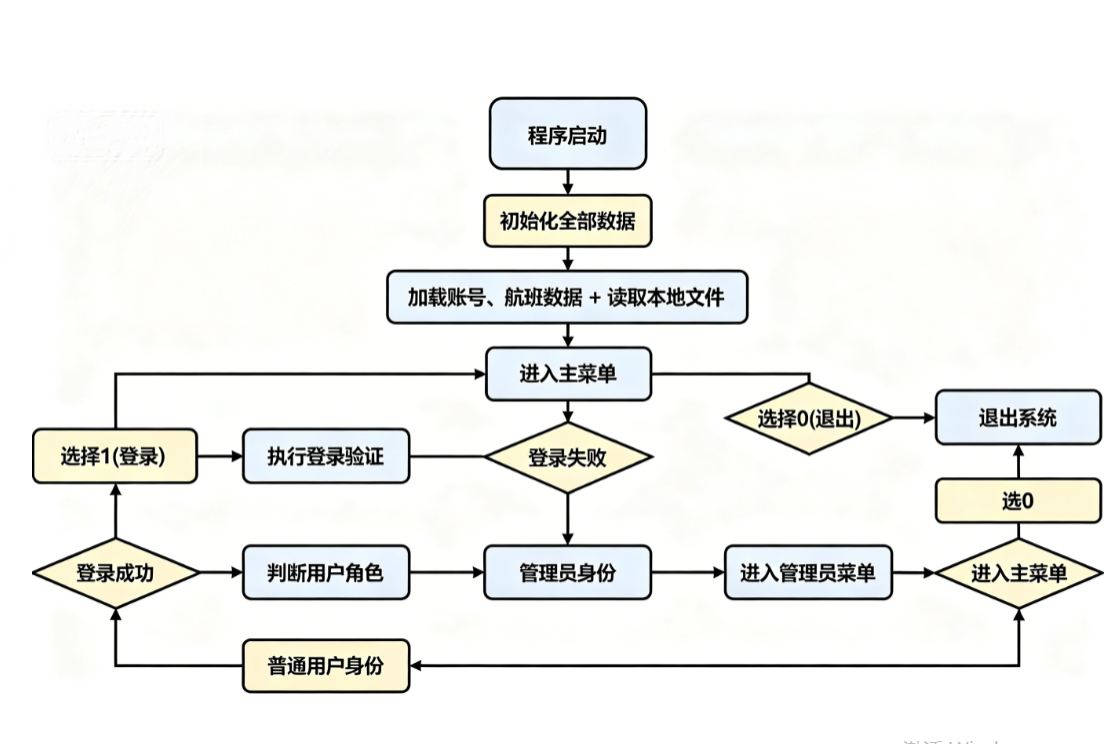 程序启动
初始化全部数据
加载账号、航班数据 + 读取本地文件
进入主菜单
选择0(退出)
退出系统
选择1(登录)
执行登录验证
登录失败
选0
登录成功
判断用户角色
管理员身份
进入管理员菜单
进入主菜单
普通用户身份